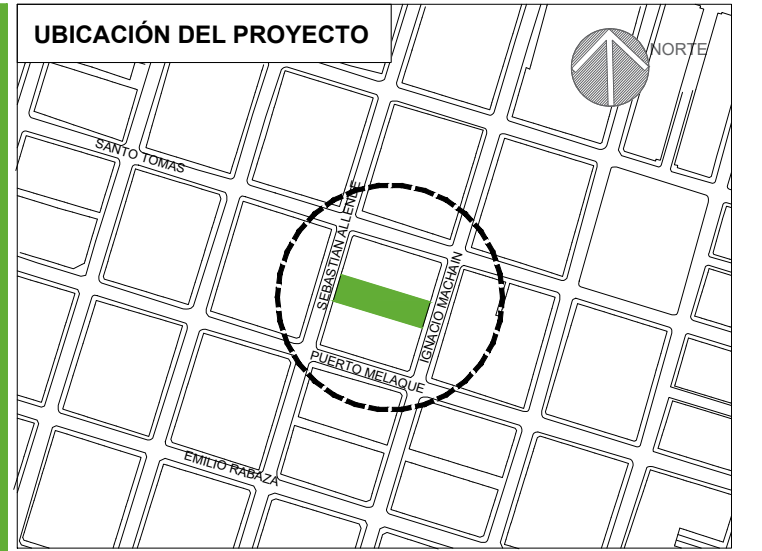 UBICACIÓN DEL PROYECTO
NORTE
SANTO TOMAS
SEBASTIAN ALLENDE
IGNACIO MACHAIN
PUERTO MELAQUE
EMILIO RABAZA